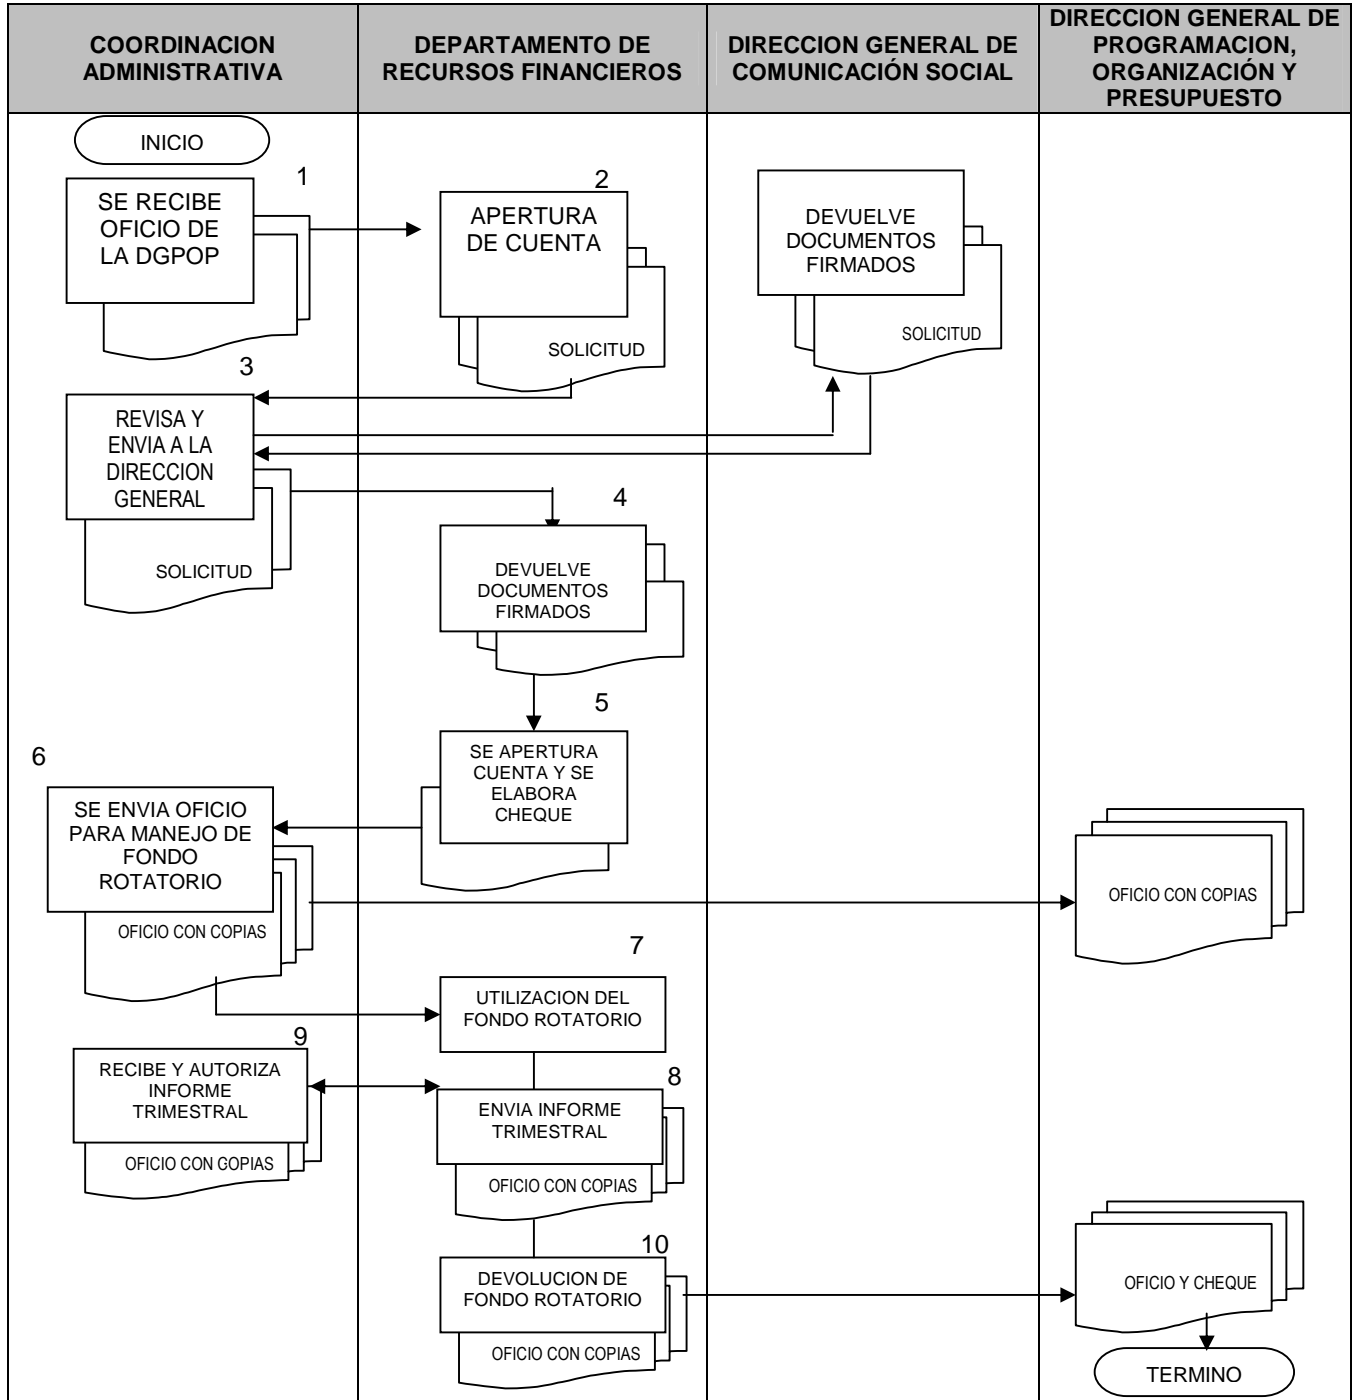 COORDINACION
ADMINISTRATIVA
DEPARTAMENTO DE
RECURSOS FINANCIEROS
DIRECCION GENERAL DE
COMUNICACIÓN SOCIAL
DIRECCION GENERAL DE
PROGRAMACION,
ORGANIZACIÓN Y
PRESUPUESTO
INICIO
1
SE RECIBE
OFICIO DE
LA DGPOP
2
APERTURA
DE CUENTA
SOLICITUD
DEVUELVE
DOCUMENTOS
FIRMADOS
SOLICITUD
3
REVISA Y
ENVIA A LA
DIRECCION
GENERAL
SOLICITUD
4
DEVUELVE
DOCUMENTOS
FIRMADOS
5
SE APERTURA
CUENTA Y SE
ELABORA
CHEQUE
6
SE ENVIA OFICIO
PARA MANEJO DE
FONDO
ROTATORIO
OFICIO CON COPIAS
OFICIO CON COPIAS
7
UTILIZACION DEL
FONDO ROTATORIO
8
ENVIA INFORME
TRIMESTRAL
OFICIO CON COPIAS
9
RECIBE Y AUTORIZA
INFORME
TRIMESTRAL
OFICIO CON GOPIAS
10
DEVOLUCION DE
FONDO ROTATORIO
OFICIO CON COPIAS
OFICIO Y CHEQUE
TERMINO